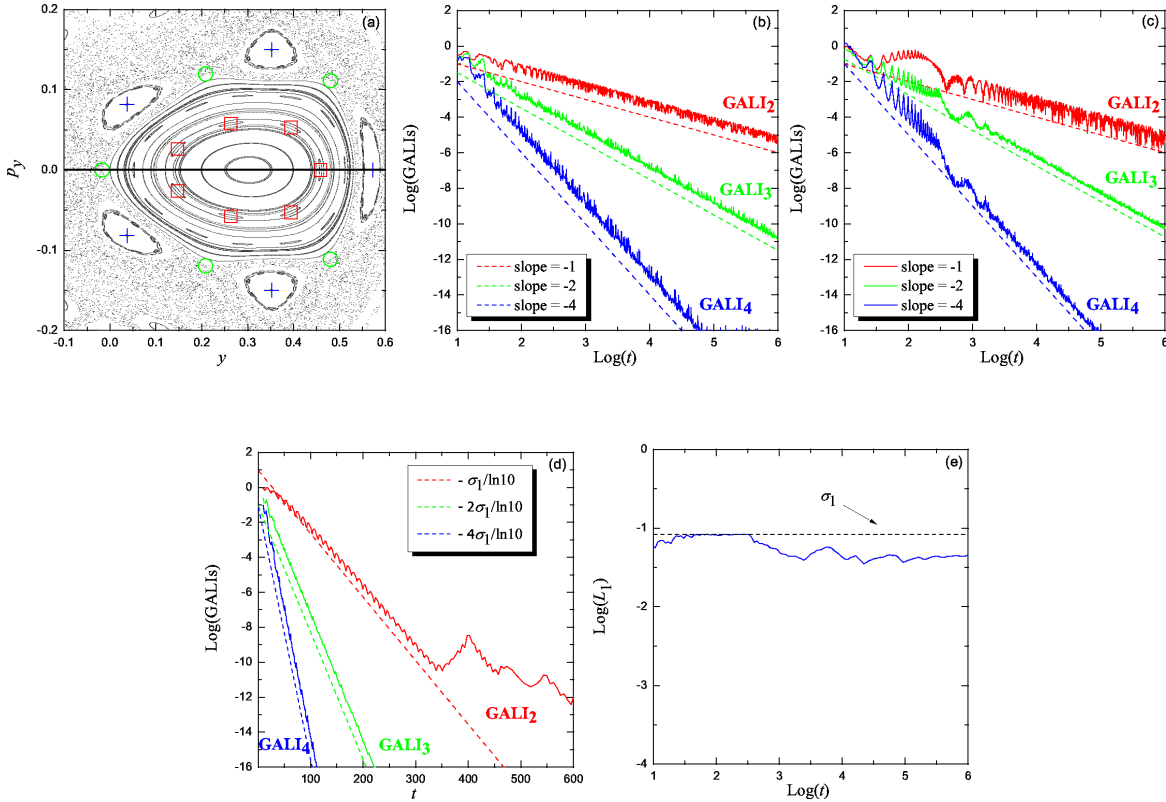 (a)
0.2
0.1
0.0
-0.1
-0.2
p_y
-0.1 0.0 0.1 0.2 0.3 0.4 0.5 0.6
y
(b)
2
0
-2
-4
-6
-8
-10
-12
-14
-16
Log(GALIs)
GALI2
GALI3
GALI4
slope = -1
slope = -2
slope = -4
1 2 3 4 5 6
Log(t)
(c)
2
0
-2
-4
-6
-8
-10
-12
-14
-16
Log(GALIs)
GALI2
GALI3
GALI4
slope = -1
slope = -2
slope = -4
1 2 3 4 5 6
Log(t)
(d)
2
0
-2
-4
-6
-8
-10
-12
-14
-16
Log(GALIs)
- σ1/ln10
- 2σ1/ln10
- 4σ1/ln10
GALI2
GALI4
GALI3
0 100 200 300 400 500 600
t
(e)
0
-1
-2
-3
-4
Log(L1)
σ1
1 2 3 4 5 6
Log(t)